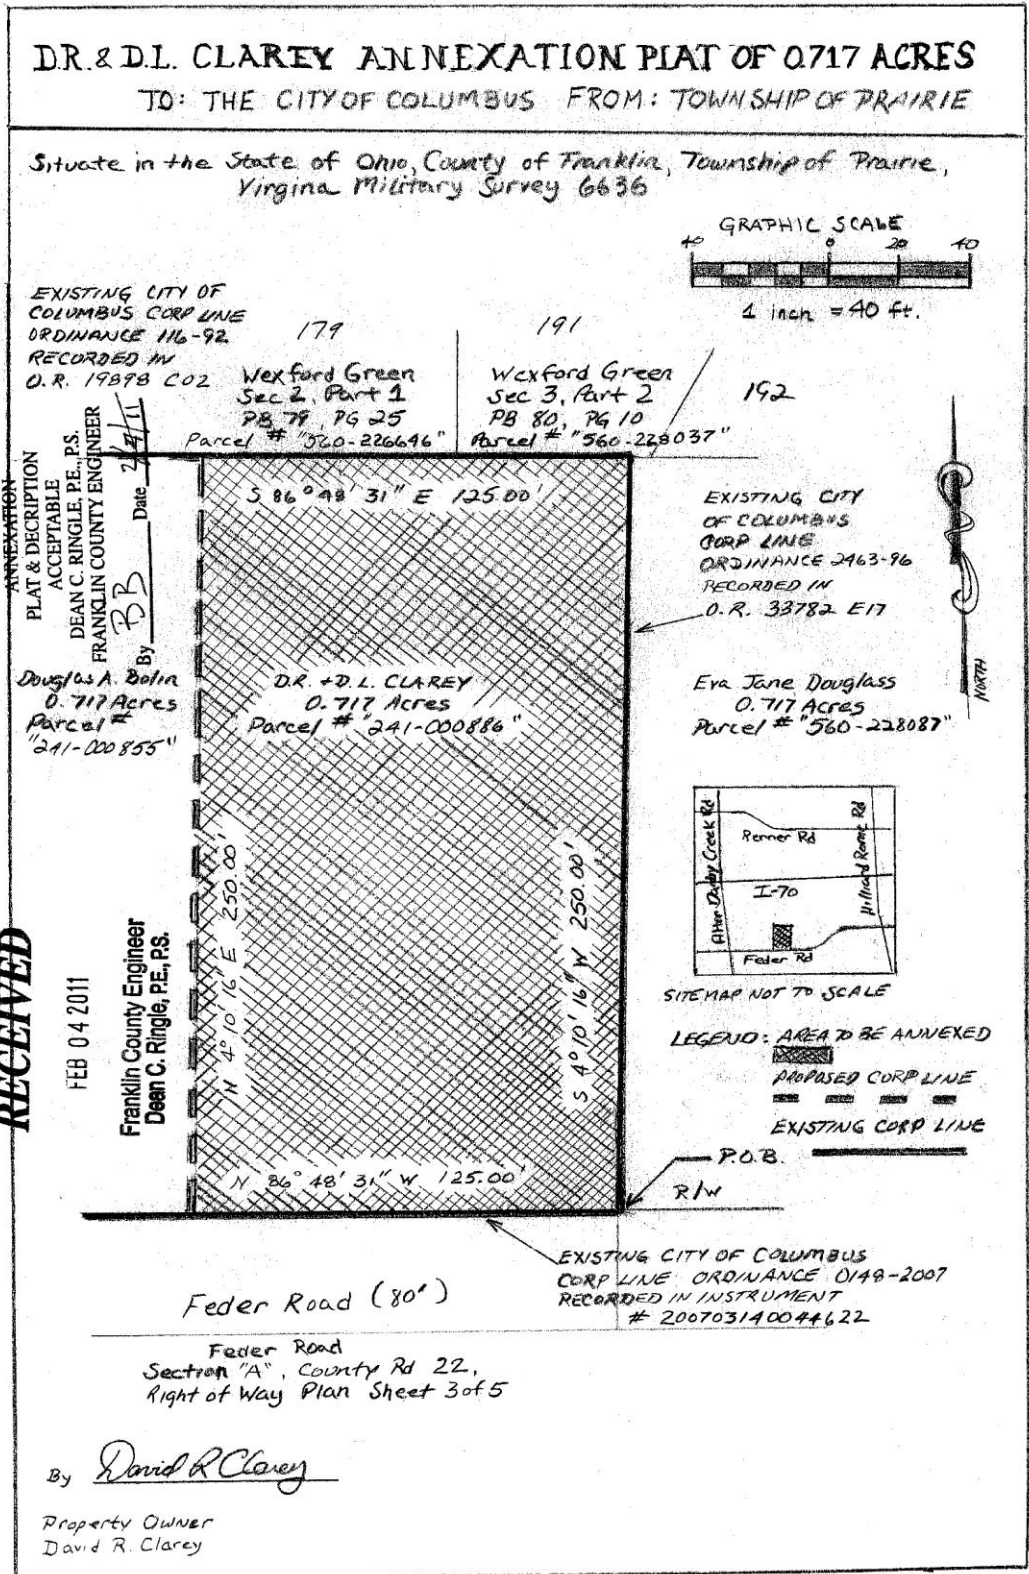 D.R. & D.L. CLAREY ANNEXATION PLAT OF 0.717 ACRES
TO: THE CITY OF COLUMBUS FROM: TOWNSHIP OF PRAIRIE
Situate in the State of Ohio, County of Franklin, Township of Prairie,
Virgina Military Survey 6636
GRAPHIC SCALE
40 0 20 40
1 inch = 40 ft.
EXISTING CITY OF
COLUMBUS CORP LINE
ORDINANCE 116-92
RECORDED IN
O.R. 19898 C02
179
Wexford Green
Sec 2, Part 1
PB 79, PG 25
Parcel # "560-226646"
191
Wexford Green
Sec 3, Part 2
PB 80, PG 10
Parcel # "560-228037"
192
ANNEXATION
PLAT & DECRIPTION
ACCEPTABLE
DEAN C. RINGLE, P.E., P.S.
FRANKLIN COUNTY ENGINEER
By BB Date 2/4/11
S 86° 48' 31" E 125.00'
EXISTING CITY
OF COLUMBUS
CORP LINE
ORDINANCE 2463-96
RECORDED IN
O.R. 33782 E17
NORTH
Douglas A. Bolin
0.717 Acres
Parcel #
"241-000855"
D.R. + D.L. CLAREY
0.717 Acres
Parcel # "241-000886"
Eva Jane Douglass
0.717 Acres
Parcel # "560-228087"
N 4° 10' 16" E 250.00'
S 4° 10' 16" W 250.00'
Alton Darby Creek Rd
Renner Rd
Hilliard Rome Rd
I-70
Feder Rd
SITE MAP NOT TO SCALE
RECEIVED
FEB 04 2011
Franklin County Engineer
Dean C. Ringle, P.E., P.S.
LEGEND: AREA TO BE ANNEXED
PROPOSED CORP LINE
EXISTING CORP LINE
N 86° 48' 31" W 125.00'
P.O.B.
R/W
EXISTING CITY OF COLUMBUS
CORP LINE ORDINANCE 0148-2007
RECORDED IN INSTRUMENT
# 200703140044622
Feder Road (80')
Feder Road
Section "A", County Rd 22,
Right of Way Plan Sheet 3 of 5
By David R Clarey
Property Owner
David R. Clarey